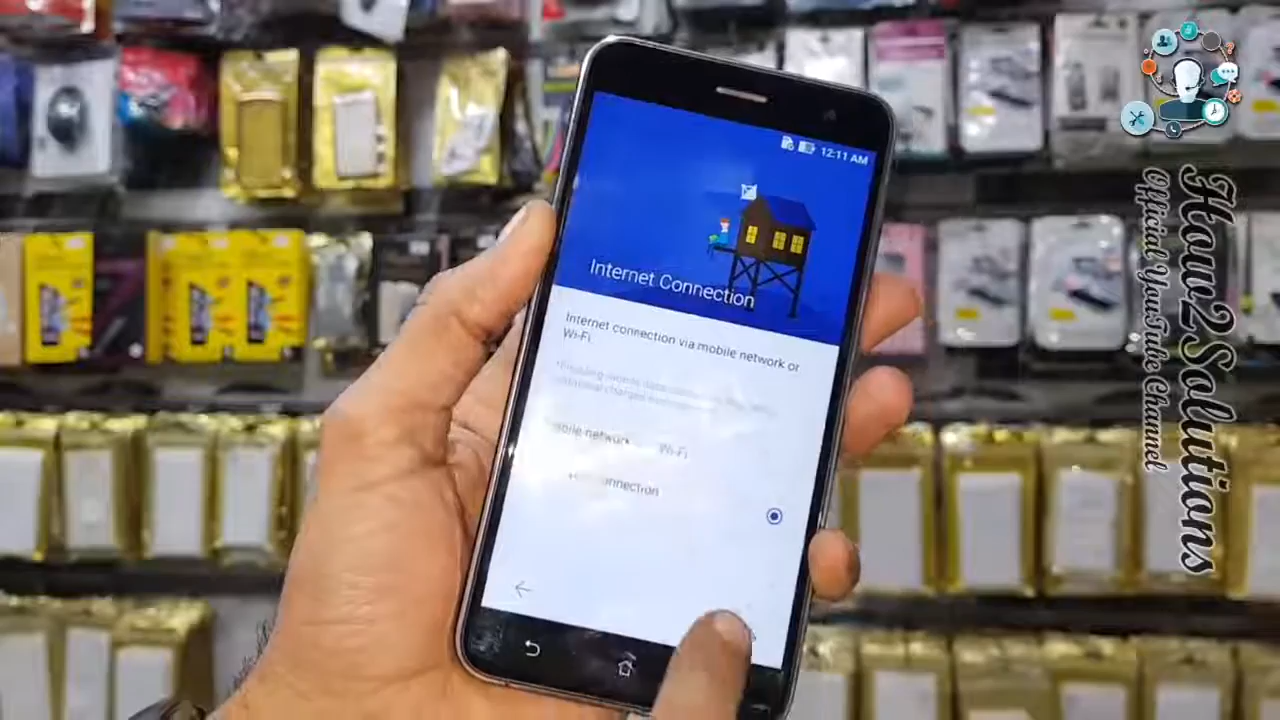 12:11 AM
Internet Connection
Internet connection via mobile network or
Wi-Fi
Mobile network
Wi-Fi
connection
How2Solutions
Official YouTube Channel